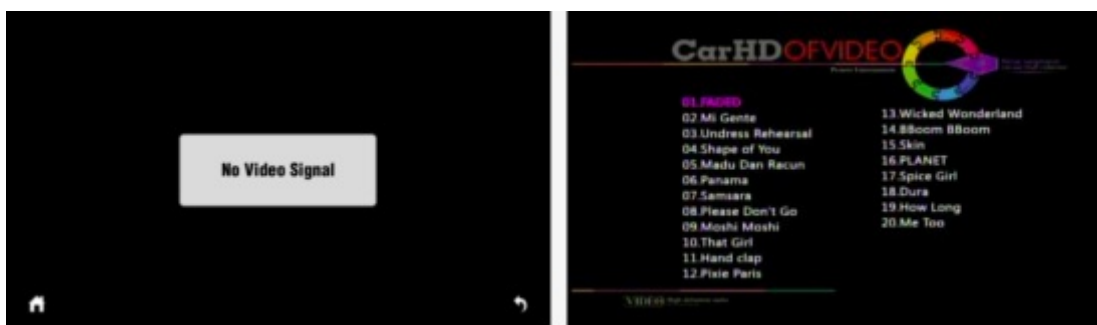 No Video Signal
CarHDOFVIDEO
01.FADED
02.Mi Gente
03.Undress Rehearsal
04.Shape of You
05.Madu Dan Racun
06.Panama
07.Samsara
08.Please Don't Go
09.Moshi Moshi
10.That Girl
11.Hand clap
12.Pixie Paris
13.Wicked Wonderland
14.BBoom BBoom
15.Skin
16.PLANET
17.Spice Girl
18.Dura
19.How Long
20.Me Too
VIDEO